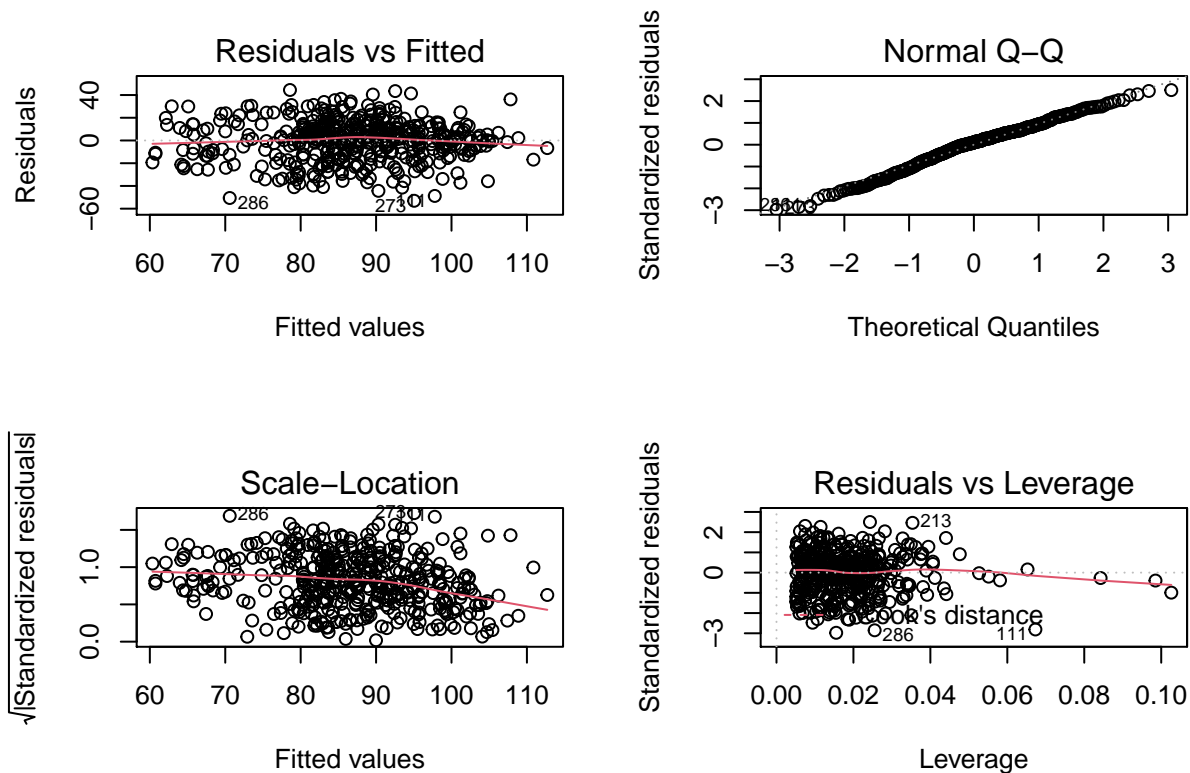 Residuals vs Fitted
Residuals
40
0
−60
286
273
111
60 70 80 90 100 110
Fitted values
Normal Q−Q
Standardized residuals
2
0
−3
−3 −2 −1 0 1 2 3
Theoretical Quantiles
Scale−Location
√|Standardized residuals|
1.0
0.0
286
273
60 70 80 90 100 110
Fitted values
Residuals vs Leverage
Standardized residuals
2
0
−3
213
Cook's distance
286
111
0.00 0.02 0.04 0.06 0.08 0.10
Leverage